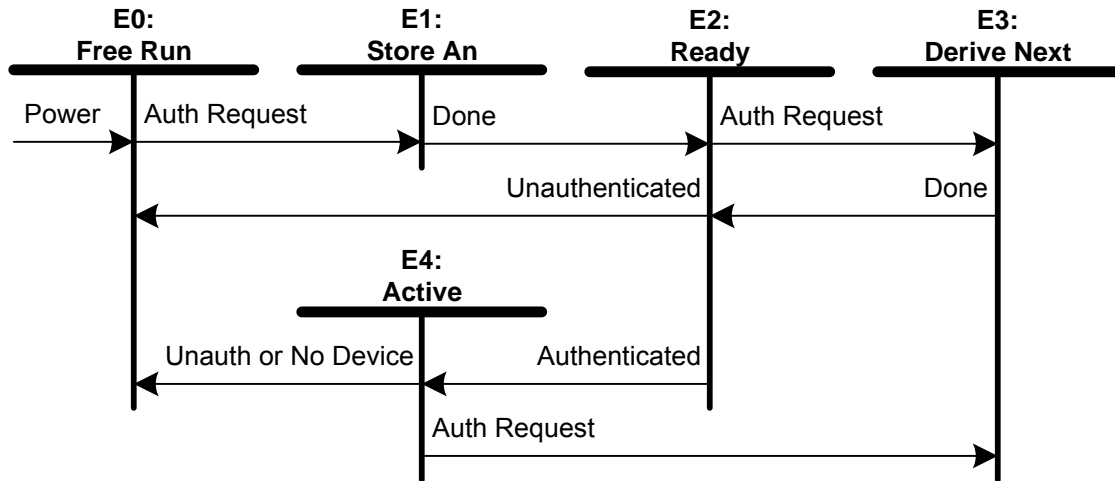 E0:
Free Run
E1:
Store An
E2:
Ready
E3:
Derive Next
Power
Auth Request
Done
Auth Request
Unauthenticated
Done
E4:
Active
Unauth or No Device
Authenticated
Auth Request